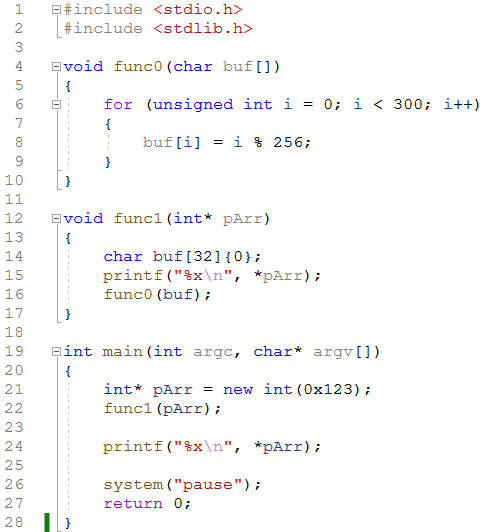 1 #include <stdio.h>
2 #include <stdlib.h>
3
4 void func0(char buf[])
5 {
6     for (unsigned int i = 0; i < 300; i++)
7     {
8         buf[i] = i % 256;
9     }
10 }
11
12 void func1(int* pArr)
13 {
14     char buf[32]{0};
15     printf("%x\n", *pArr);
16     func0(buf);
17 }
18
19 int main(int argc, char* argv[])
20 {
21     int* pArr = new int(0x123);
22     func1(pArr);
23
24     printf("%x\n", *pArr);
25
26     system("pause");
27     return 0;
28 }